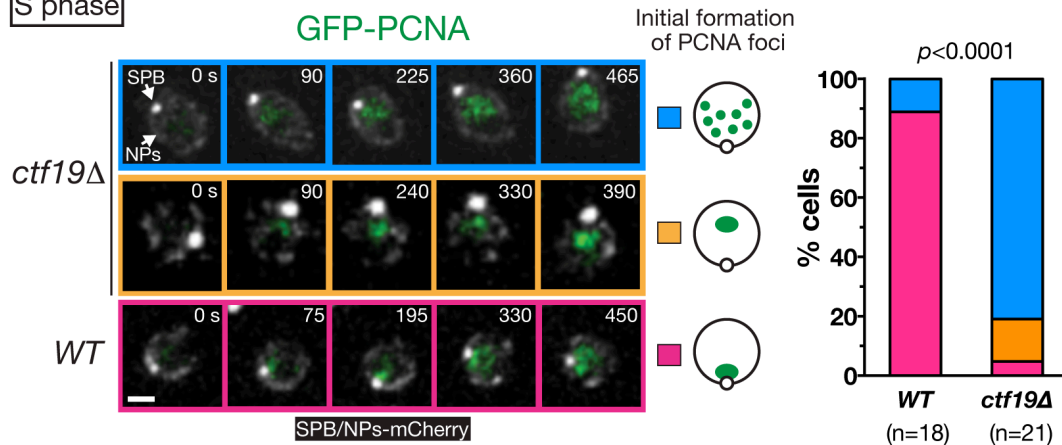 S phase
GFP-PCNA
Initial formation
of PCNA foci
p<0.0001
ctf19Δ
SPB
NPs
0 s
90
225
360
465
0 s
90
240
330
390
WT
0 s
75
195
330
450
SPB/NPs-mCherry
% cells
100
80
60
40
20
0
WT
ctf19Δ
(n=18)
(n=21)